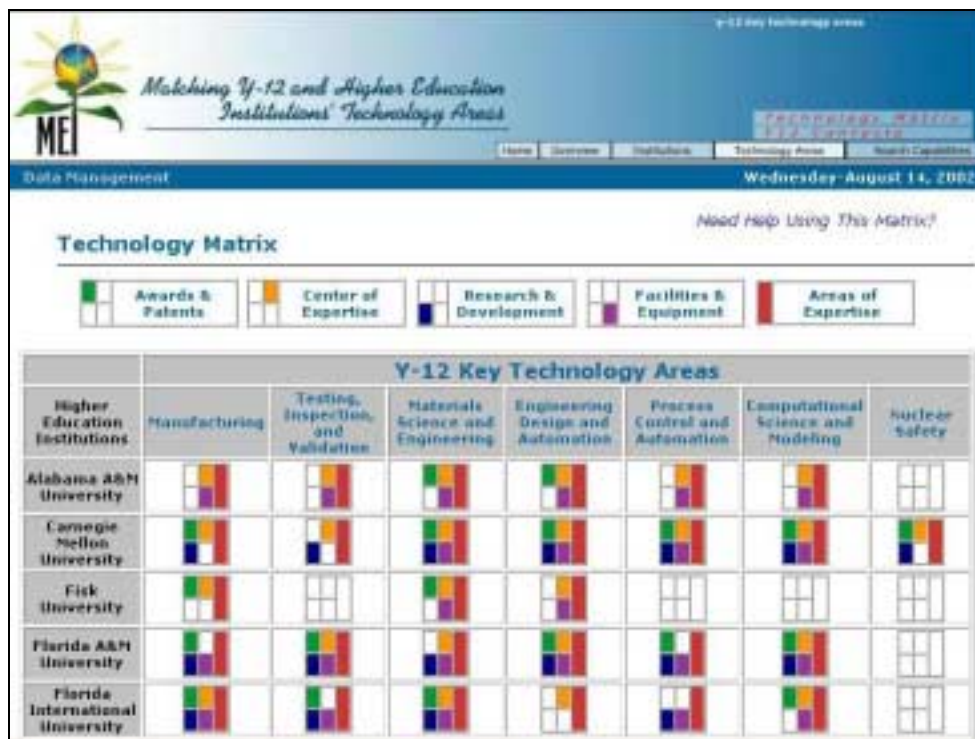 Y-12 key technology areas
Matching Y-12 and Higher Education
Institutions' Technology Areas
MEI
Technology Matrix
Home Overview Institutions Technology Areas Search Capabilities
Data Management
Wednesday-August 14, 2002
Need Help Using This Matrix?
Technology Matrix
Awards &
Patents
Center of
Expertise
Research &
Development
Facilities &
Equipment
Areas of
Expertise
Y-12 Key Technology Areas
Higher
Education
Institutions
Manufacturing
Testing,
Inspection,
and
Validation
Materials
Science and
Engineering
Engineering
Design and
Automation
Process
Control and
Automation
Computational
Science and
Modeling
Nuclear
Safety
Alabama A&M
University
Carnegie
Mellon
University
Fisk
University
Florida A&M
University
Florida
International
University